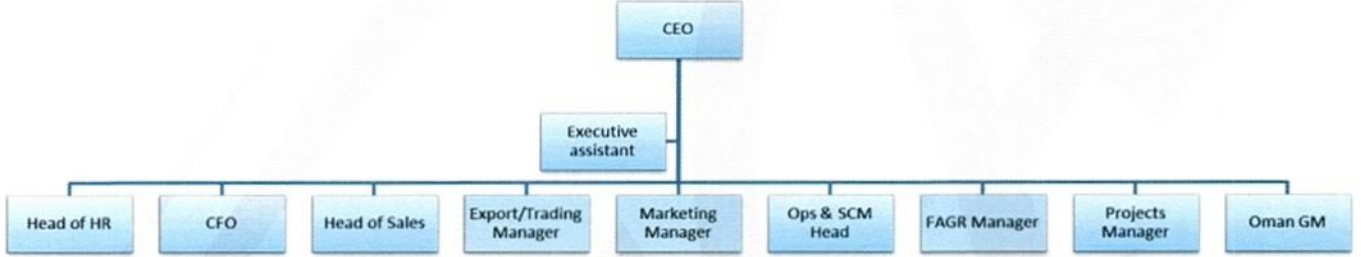 CEO
Executive
assistant
Head of HR
CFO
Head of Sales
Export/Trading
Manager
Marketing
Manager
Ops & SCM
Head
FAGR Manager
Projects
Manager
Oman GM